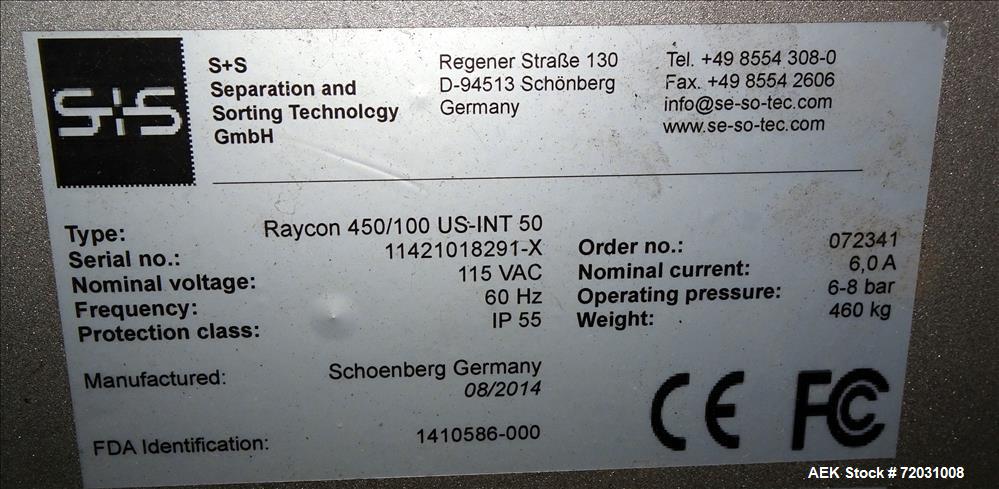 S+S
S+S
Separation and
Sorting Technology
GmbH
Regener Straße 130
D-94513 Schönberg
Germany
Tel. +49 8554 308-0
Fax. +49 8554 2606
info@se-so-tec.com
www.se-so-tec.com
Type: Raycon 450/100 US-INT 50
Serial no.: 11421018291-X
Nominal voltage: 115 VAC
Frequency: 60 Hz
Protection class: IP 55
Order no.: 072341
Nominal current: 6,0 A
Operating pressure: 6-8 bar
Weight: 460 kg
Manufactured: Schoenberg Germany
08/2014
FDA Identification: 1410586-000
CE FC
AEK Stock # 72031008